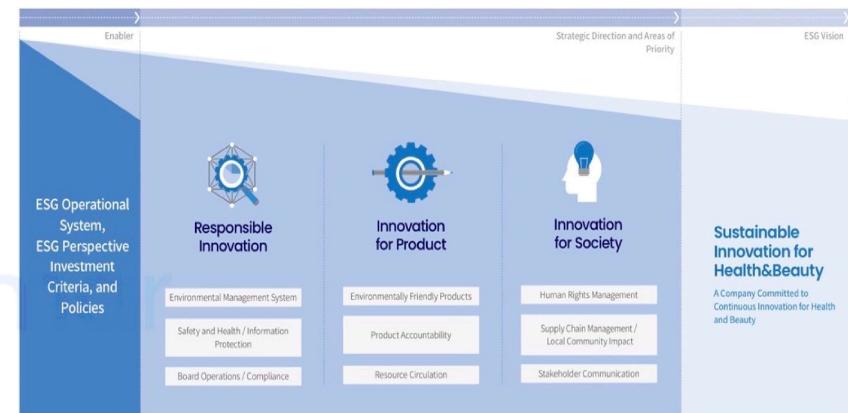 Enabler
Strategic Direction and Areas of
Priority
ESG Vision
ESG Operational
System,
ESG Perspective
Investment
Criteria, and
Policies
Responsible
Innovation
Environmental Management System
Safety and Health / Information
Protection
Board Operations / Compliance
Innovation
for Product
Environmentally Friendly Products
Product Accountability
Resource Circulation
Innovation
for Society
Human Rights Management
Supply Chain Management /
Local Community Impact
Stakeholder Communication
Sustainable
Innovation for
Health&Beauty
A Company Committed to
Continuous Innovation for Health
and Beauty